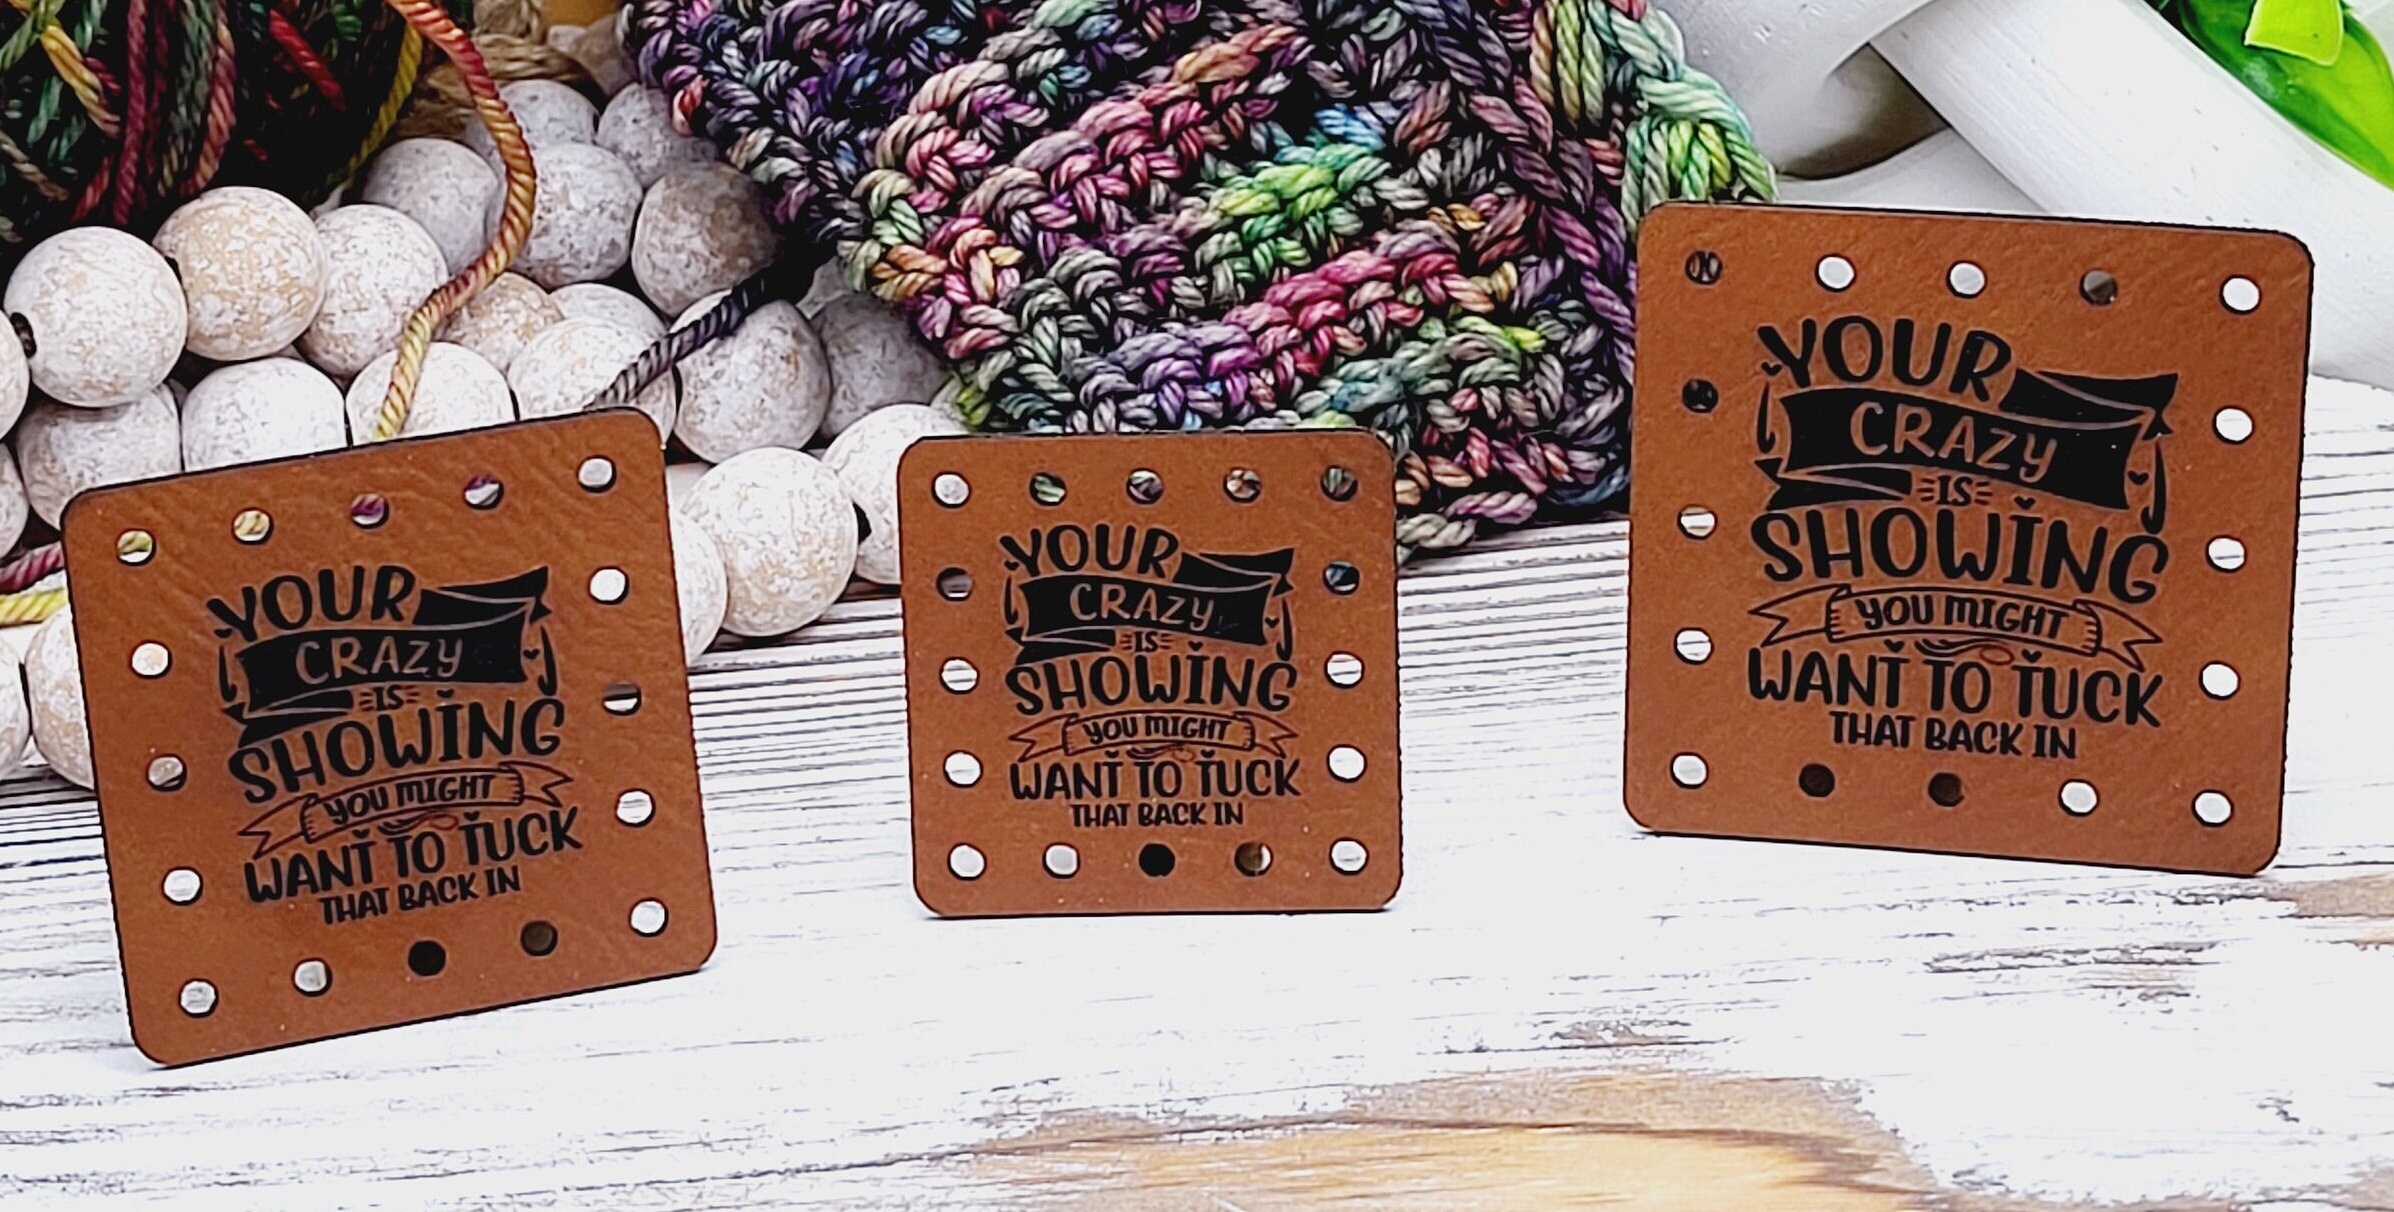 YOUR
CRAZY
IS
SHOWING
YOU MIGHT
WANT TO TUCK
THAT BACK IN
YOUR
CRAZY
IS
SHOWING
YOU MIGHT
WANT TO TUCK
THAT BACK IN
YOUR
CRAZY
IS
SHOWING
YOU MIGHT
WANT TO TUCK
THAT BACK IN